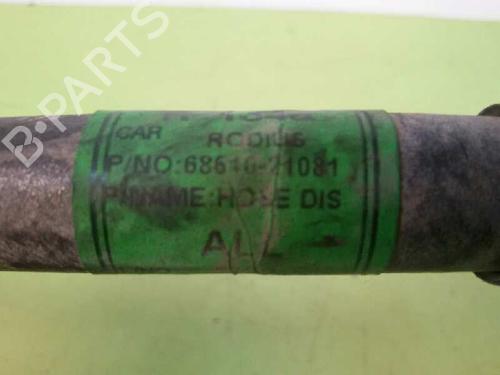 CAR RODIUS
P/NO:68610-21081
P/NAME:HOSE DIS
ALL
B-PARTS